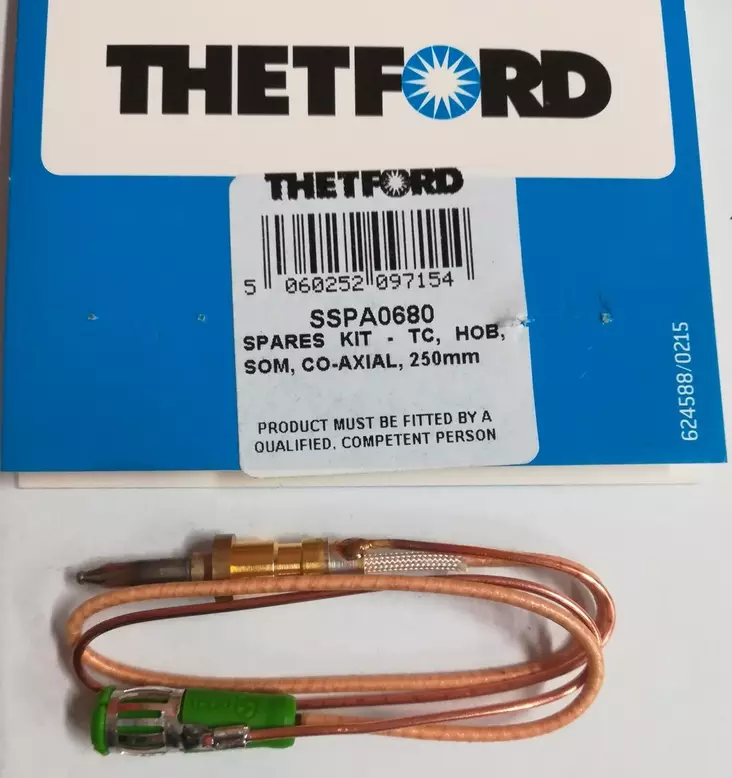 THETFORD
THETFORD
5 060252 097154
SSPA0680
SPARES KIT - TC, HOB,
SOM, CO-AXIAL, 250mm
PRODUCT MUST BE FITTED BY A
QUALIFIED, COMPETENT PERSON
624588/0215